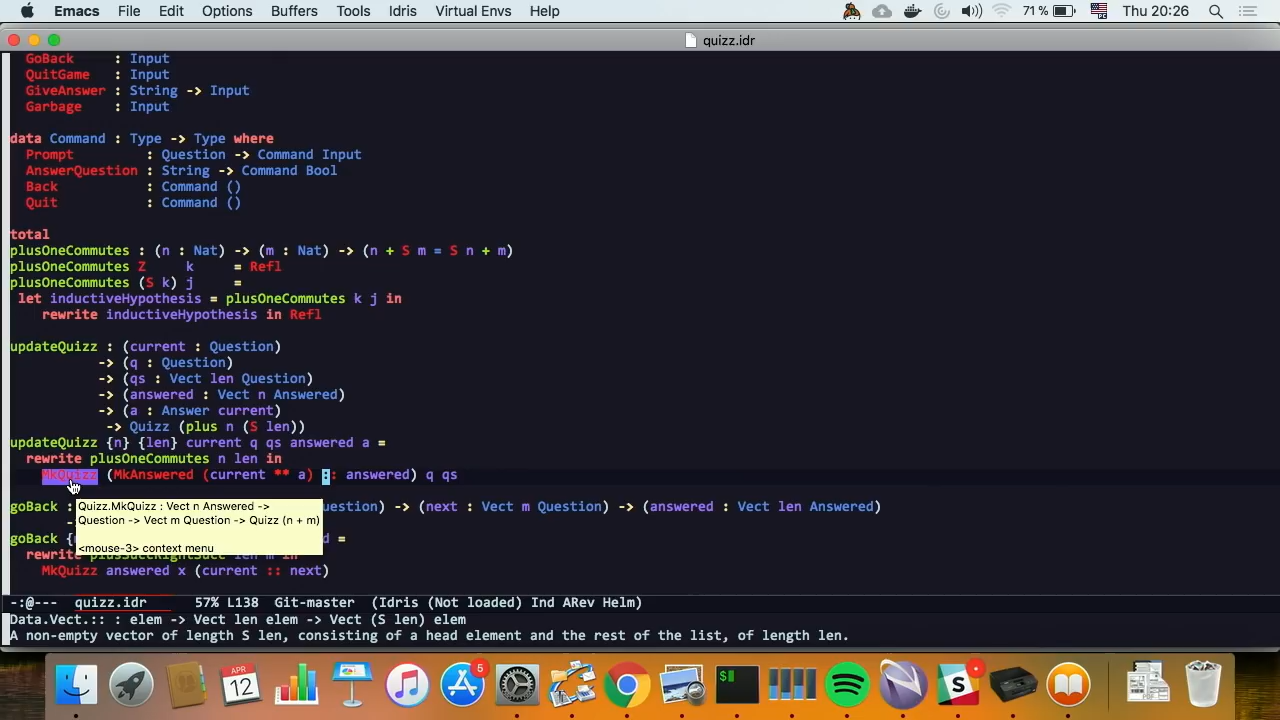 Emacs File Edit Options Buffers Tools Idris Virtual Envs Help 71 % Thu 20:26
quizz.idr
GoBack : Input
QuitGame : Input
GiveAnswer : String -> Input
Garbage : Input
data Command : Type -> Type where
Prompt : Question -> Command Input
AnswerQuestion : String -> Command Bool
Back : Command ()
Quit : Command ()
total
plusOneCommutes : (n : Nat) -> (m : Nat) -> (n + S m = S n + m)
plusOneCommutes Z k = Refl
plusOneCommutes (S k) j =
let inductiveHypothesis = plusOneCommutes k j in
rewrite inductiveHypothesis in Refl
updateQuizz : (current : Question)
-> (q : Question)
-> (qs : Vect len Question)
-> (answered : Vect n Answered)
-> (a : Answer current)
-> Quizz (plus n (S len))
updateQuizz {n} {len} current q qs answered a =
rewrite plusOneCommutes n len in
MkQuizz (MkAnswered (current ** a) :: answered) q qs
Quizz.MkQuizz : Vect n Answered ->
Question -> Vect m Question -> Quizz (n + m)
<mouse-3> context menu
goBack : uestion) -> (next : Vect m Question) -> (answered : Vect len Answered)
goBack { d =
rewrite plusSuccRightSucc len m in
MkQuizz answered x (current :: next)
-:@--- quizz.idr 57% L138 Git-master (Idris (Not loaded) Ind ARev Helm)
Data.Vect.:: : elem -> Vect len elem -> Vect (S len) elem
A non-empty vector of length S len, consisting of a head element and the rest of the list, of length len.
APR
12
5
$
S